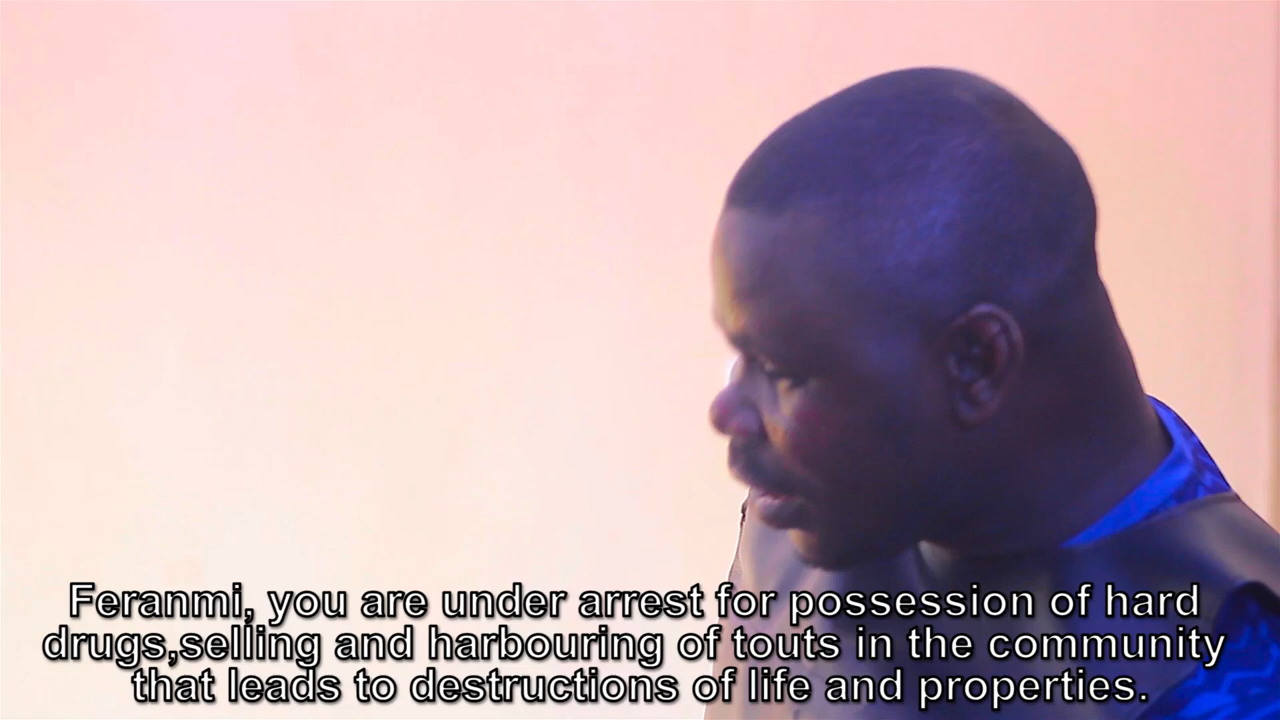 Feranmi, you are under arrest for possession of hard
drugs,selling and harbouring of touts in the community
that leads to destructions of life and properties.